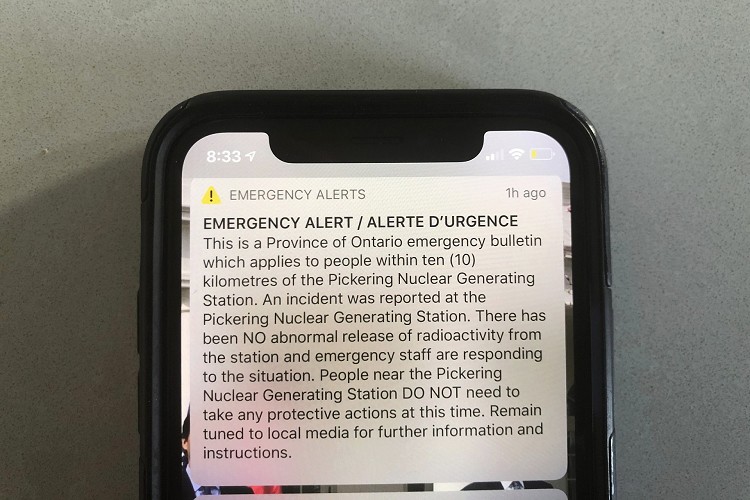 8:33
EMERGENCY ALERTS 1h ago
EMERGENCY ALERT / ALERTE D'URGENCE
This is a Province of Ontario emergency bulletin
which applies to people within ten (10)
kilometres of the Pickering Nuclear Generating
Station. An incident was reported at the
Pickering Nuclear Generating Station. There has
been NO abnormal release of radioactivity from
the station and emergency staff are responding
to the situation. People near the Pickering
Nuclear Generating Station DO NOT need to
take any protective actions at this time. Remain
tuned to local media for further information and
instructions.